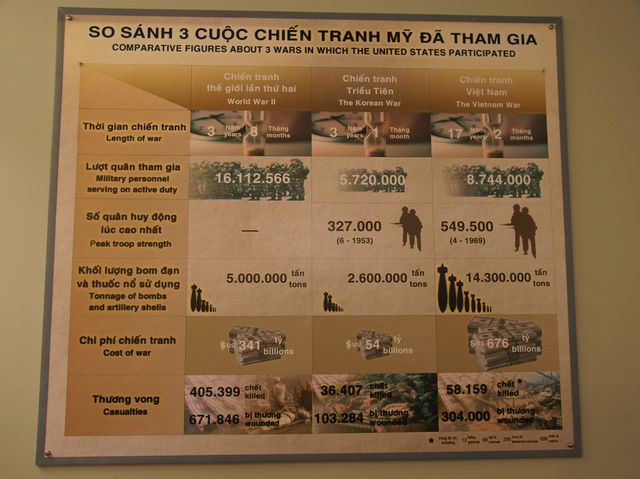 SO SÁNH 3 CUỘC CHIẾN TRANH MỸ ĐÃ THAM GIA
COMPARATIVE FIGURES ABOUT 3 WARS IN WHICH THE UNITED STATES PARTICIPATED
Chiến tranh
thế giới lần thứ hai
World War II
Chiến tranh
Triều Tiên
The Korean War
Chiến tranh
Việt Nam
The Vietnam War
Thời gian chiến tranh
Length of war
3 Năm years 8 Tháng months
3 Năm years 1 Tháng months
17 Năm years 2 Tháng months
Lượt quân tham gia
Military personnel
serving on active duty
16.112.566
5.720.000
8.744.000
Số quân huy động
lúc cao nhất
Peak troop strength
—
327.000
(6 - 1953)
549.500
(4 - 1969)
Khối lượng bom đạn
và thuốc nổ sử dụng
Tonnage of bombs
and artillery shells
5.000.000 tấn tons
2.600.000 tấn tons
14.300.000 tấn tons
Chi phí chiến tranh
Cost of war
$US 341 tỷ billions
$US 54 tỷ billions
$US 676 tỷ billions
Thương vong
Casualties
405.399 chết killed
671.846 bị thương wounded
36.407 chết killed
103.284 bị thương wounded
58.159 chết * killed
304.000 bị thương wounded